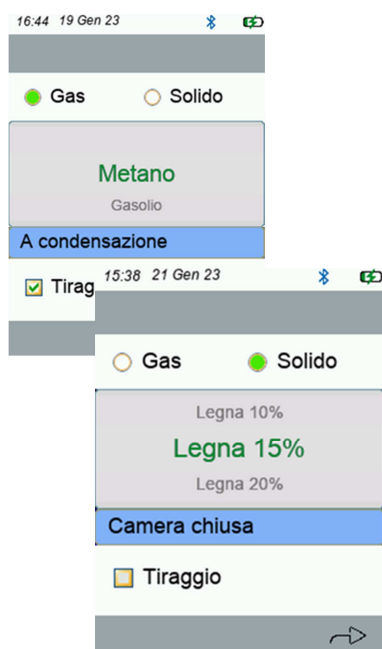 16:44 19 Gen 23
Gas Solido
Metano
Gasolio
A condensazione
Tirag
15:38 21 Gen 23
Gas Solido
Legna 10%
Legna 15%
Legna 20%
Camera chiusa
Tiraggio